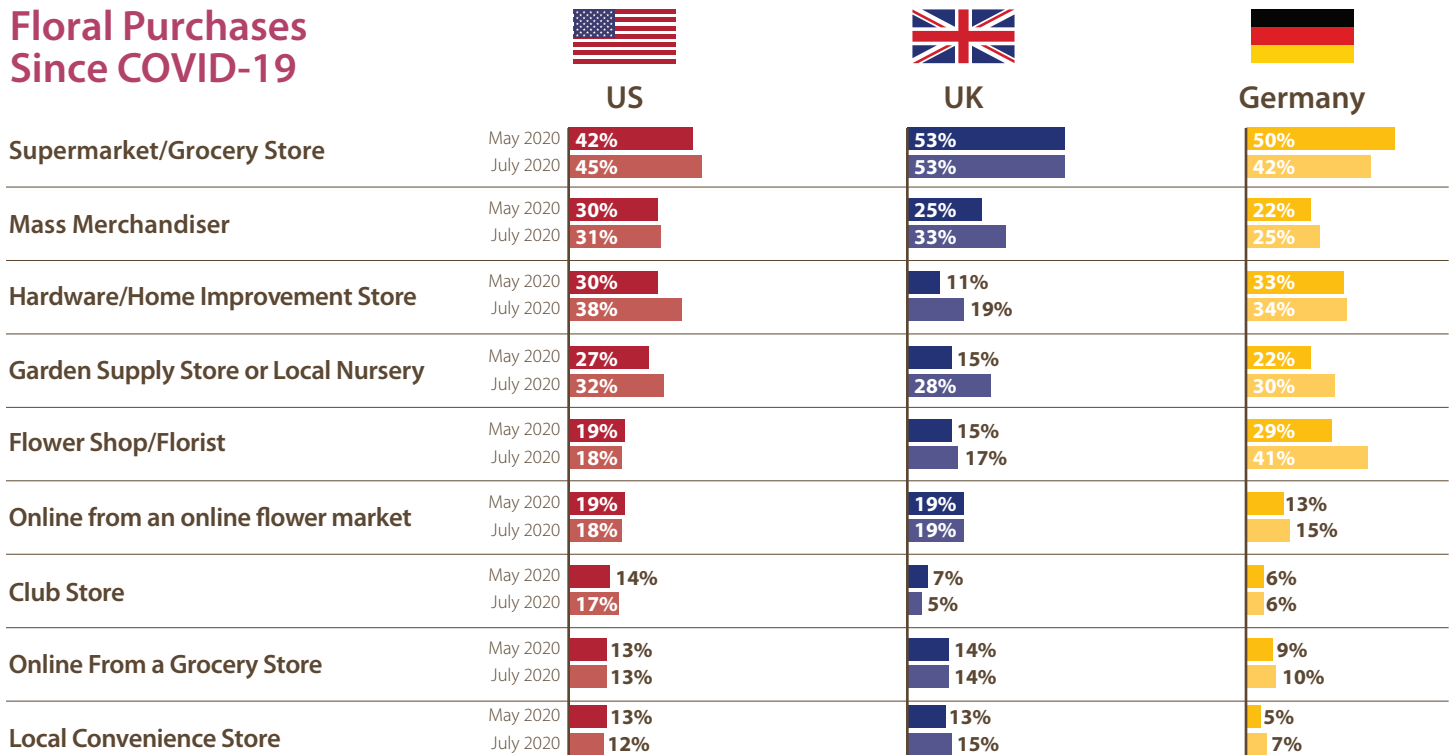 Floral Purchases
Since COVID-19
US
UK
Germany
Supermarket/Grocery Store
May 2020 42% 53% 50%
July 2020 45% 53% 42%
Mass Merchandiser
May 2020 30% 25% 22%
July 2020 31% 33% 25%
Hardware/Home Improvement Store
May 2020 30% 11% 33%
July 2020 38% 19% 34%
Garden Supply Store or Local Nursery
May 2020 27% 15% 22%
July 2020 32% 28% 30%
Flower Shop/Florist
May 2020 19% 15% 29%
July 2020 18% 17% 41%
Online from an online flower market
May 2020 19% 19% 13%
July 2020 18% 19% 15%
Club Store
May 2020 14% 7% 6%
July 2020 17% 5% 6%
Online From a Grocery Store
May 2020 13% 14% 9%
July 2020 13% 14% 10%
Local Convenience Store
May 2020 13% 13% 5%
July 2020 12% 15% 7%